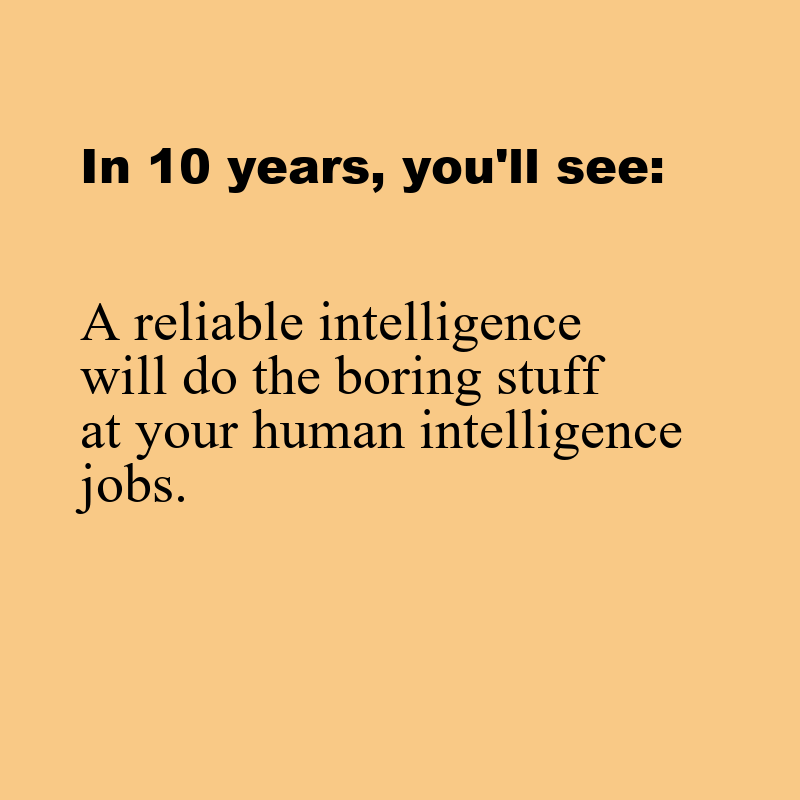 In 10 years, you'll see:
A reliable intelligence
will do the boring stuff
at your human intelligence
jobs.